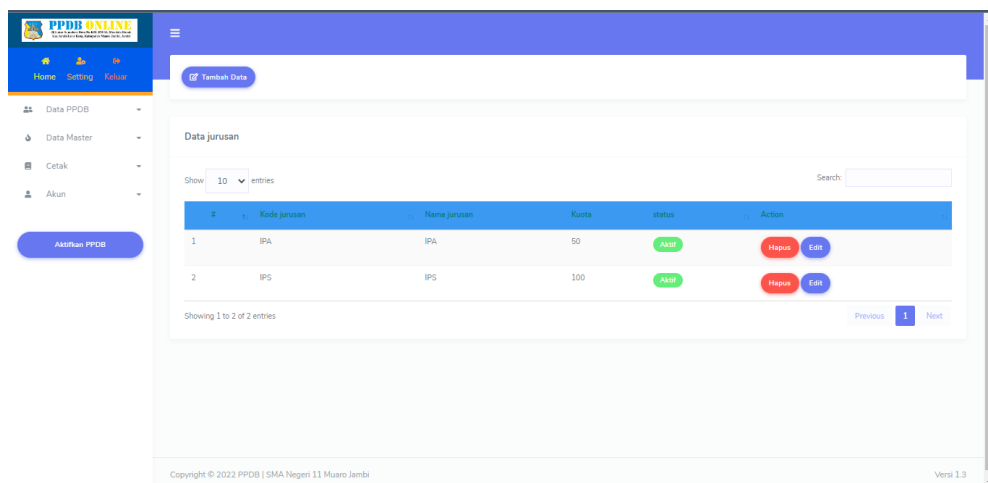 PPDB ONLINE
Home Setting Keluar
Data PPDB
Data Master
Cetak
Akun
Aktifkan PPDB
Tambah Data
Data jurusan
Show 10 entries
Search:
# Kode jurusan Nama jurusan Kuota status Action
1 IPA IPA 50 Aktif Hapus Edit
2 IPS IPS 100 Aktif Hapus Edit
Showing 1 to 2 of 2 entries
Previous 1 Next
Copyright © 2022 PPDB | SMA Negeri 11 Muaro Jambi
Versi 1.3